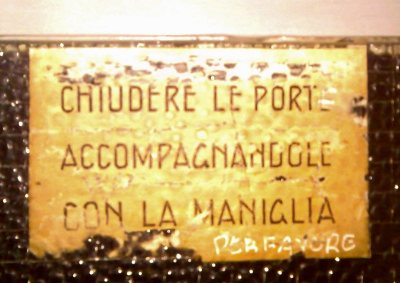 CHIUDERE LE PORTE
ACCOMPAGNANDOLE
CON LA MANIGLIA
PER FAVORE